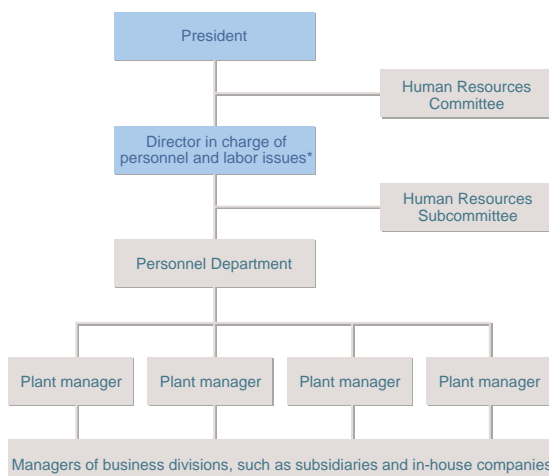 President
Human Resources
Committee
Director in charge of
personnel and labor issues*
Human Resources
Subcommittee
Personnel Department
Plant manager
Plant manager
Plant manager
Plant manager
Managers of business divisions, such as subsidiaries and in-house companies